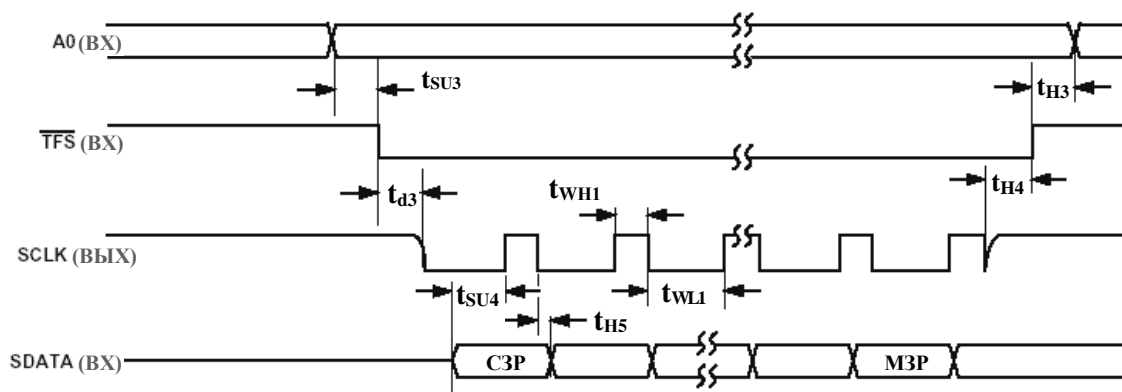 A0 (ВХ)
tSU3
tH3
TFS (ВХ)
td3
tWH1
tH4
SCLK (ВЫХ)
tSU4
tWL1
tH5
SDATA (ВХ)
СЗР
МЗР